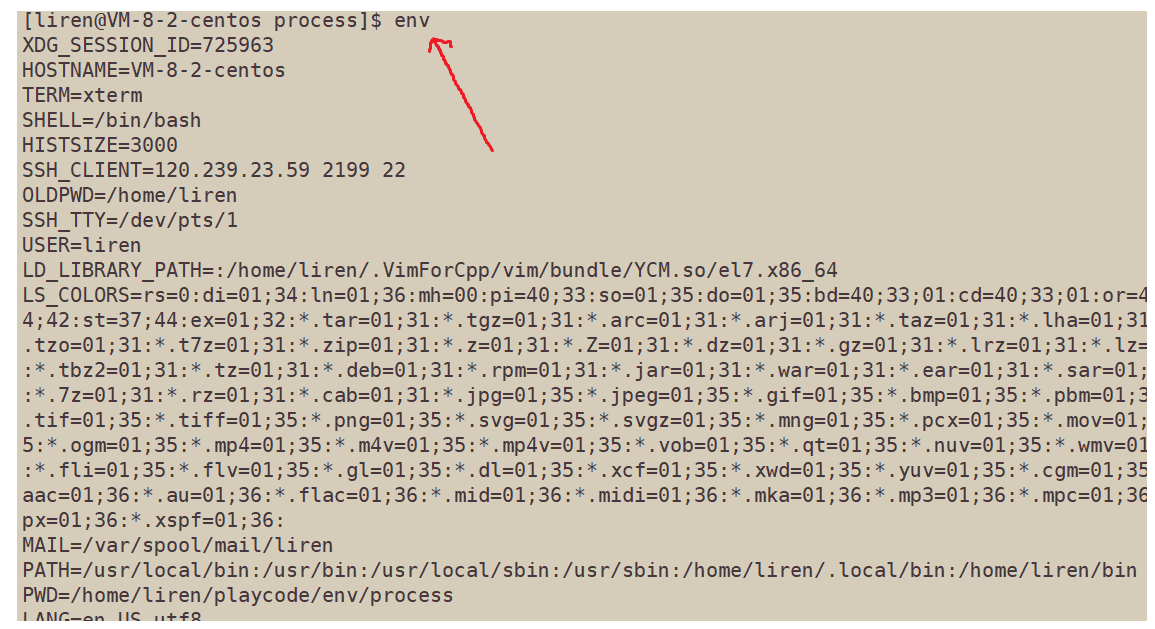 [liren@VM-8-2-centos process]$ env
XDG_SESSION_ID=725963
HOSTNAME=VM-8-2-centos
TERM=xterm
SHELL=/bin/bash
HISTSIZE=3000
SSH_CLIENT=120.239.23.59 2199 22
OLDPWD=/home/liren
SSH_TTY=/dev/pts/1
USER=liren
LD_LIBRARY_PATH=:/home/liren/.VimForCpp/vim/bundle/YCM.so/el7.x86_64
LS_COLORS=rs=0:di=01;34:ln=01;36:mh=00:pi=40;33:so=01;35:do=01;35:bd=40;33;01:cd=40;33;01:or=4
4;42:st=37;44:ex=01;32:*.tar=01;31:*.tgz=01;31:*.arc=01;31:*.arj=01;31:*.taz=01;31:*.lha=01;31
.tzo=01;31:*.t7z=01;31:*.zip=01;31:*.z=01;31:*.Z=01;31:*.dz=01;31:*.gz=01;31:*.lrz=01;31:*.lz=
:*.tbz2=01;31:*.tz=01;31:*.deb=01;31:*.rpm=01;31:*.jar=01;31:*.war=01;31:*.ear=01;31:*.sar=01;
:*.7z=01;31:*.rz=01;31:*.cab=01;31:*.jpg=01;35:*.jpeg=01;35:*.gif=01;35:*.bmp=01;35:*.pbm=01;3
.tif=01;35:*.tiff=01;35:*.png=01;35:*.svg=01;35:*.svgz=01;35:*.mng=01;35:*.pcx=01;35:*.mov=01;
5:*.ogm=01;35:*.mp4=01;35:*.m4v=01;35:*.mp4v=01;35:*.vob=01;35:*.qt=01;35:*.nuv=01;35:*.wmv=01
:*.fli=01;35:*.flv=01;35:*.gl=01;35:*.dl=01;35:*.xcf=01;35:*.xwd=01;35:*.yuv=01;35:*.cgm=01;35
aac=01;36:*.au=01;36:*.flac=01;36:*.mid=01;36:*.midi=01;36:*.mka=01;36:*.mp3=01;36:*.mpc=01;36
px=01;36:*.xspf=01;36:
MAIL=/var/spool/mail/liren
PATH=/usr/local/bin:/usr/bin:/usr/local/sbin:/usr/sbin:/home/liren/.local/bin:/home/liren/bin
PWD=/home/liren/playcode/env/process
LANG=en_US.utf8